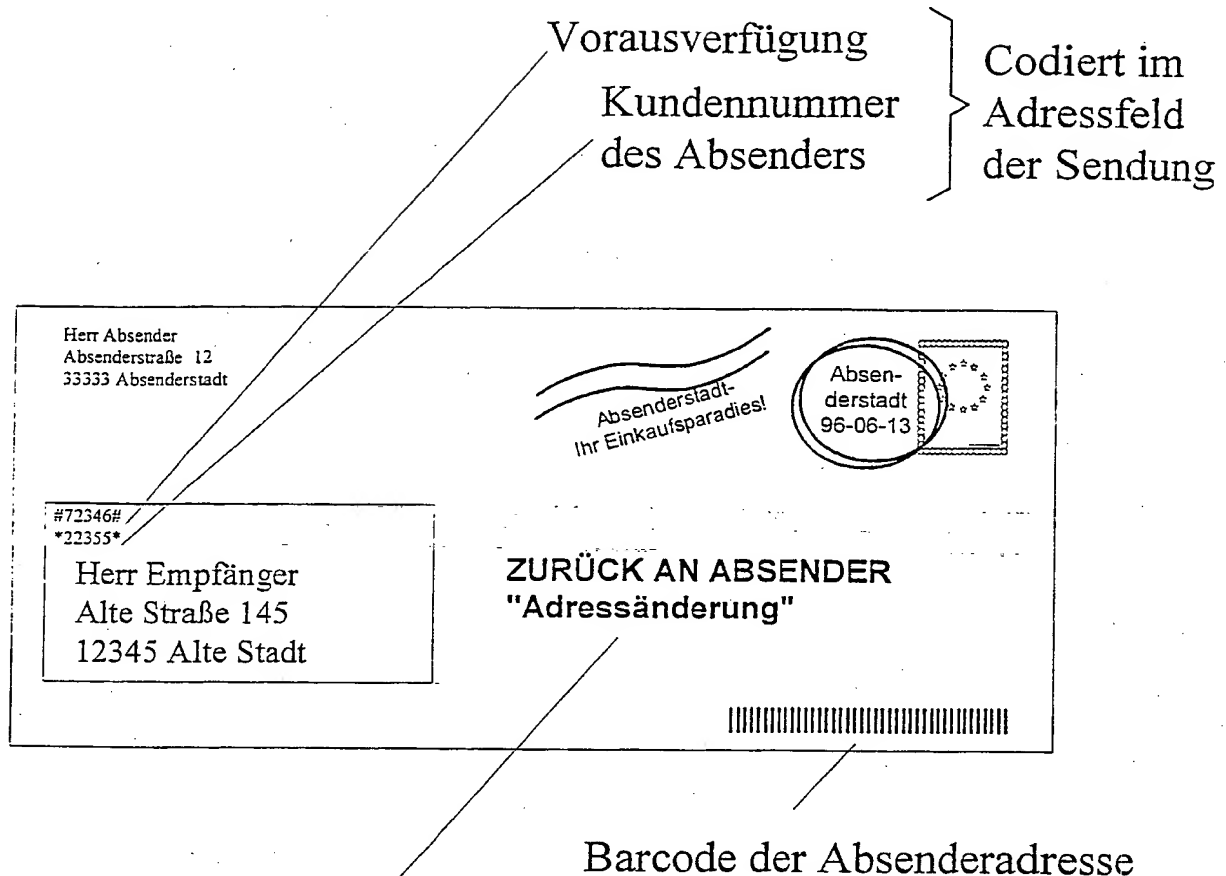 Vorausverfügung
Kundennummer
des Absenders
Codiert im
Adressfeld
der Sendung
Herr Absender
Absenderstraße 12
33333 Absenderstadt
Absenderstadt-
Ihr Einkaufsparadies!
Absen-
derstadt
96-06-13
#72346#
*22355*
Herr Empfänger
Alte Straße 145
12345 Alte Stadt
ZURÜCK AN ABSENDER
"Adressänderung"
Barcode der Absenderadresse